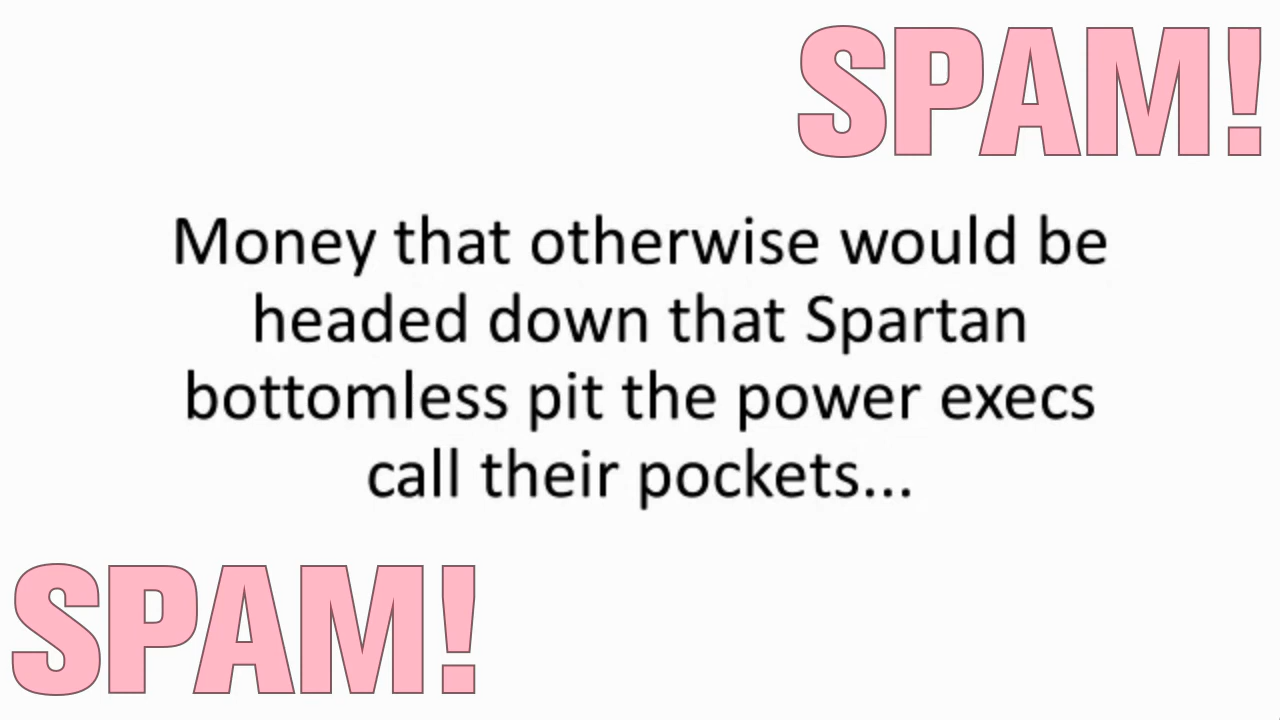 SPAM!
Money that otherwise would be
headed down that Spartan
bottomless pit the power execs
call their pockets...
SPAM!